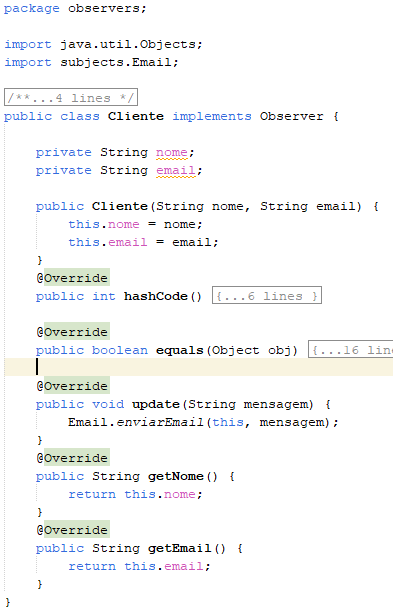 package observers;
import java.util.Objects;
import subjects.Email;
/**...4 lines */
public class Cliente implements Observer {
private String nome;
private String email;
public Cliente(String nome, String email) {
this.nome = nome;
this.email = email;
}
@Override
public int hashCode() {...6 lines }
@Override
public boolean equals(Object obj) {...16 line
@Override
public void update(String mensagem) {
Email.enviarEmail(this, mensagem);
}
@Override
public String getNome() {
return this.nome;
}
@Override
public String getEmail() {
return this.email;
}
}